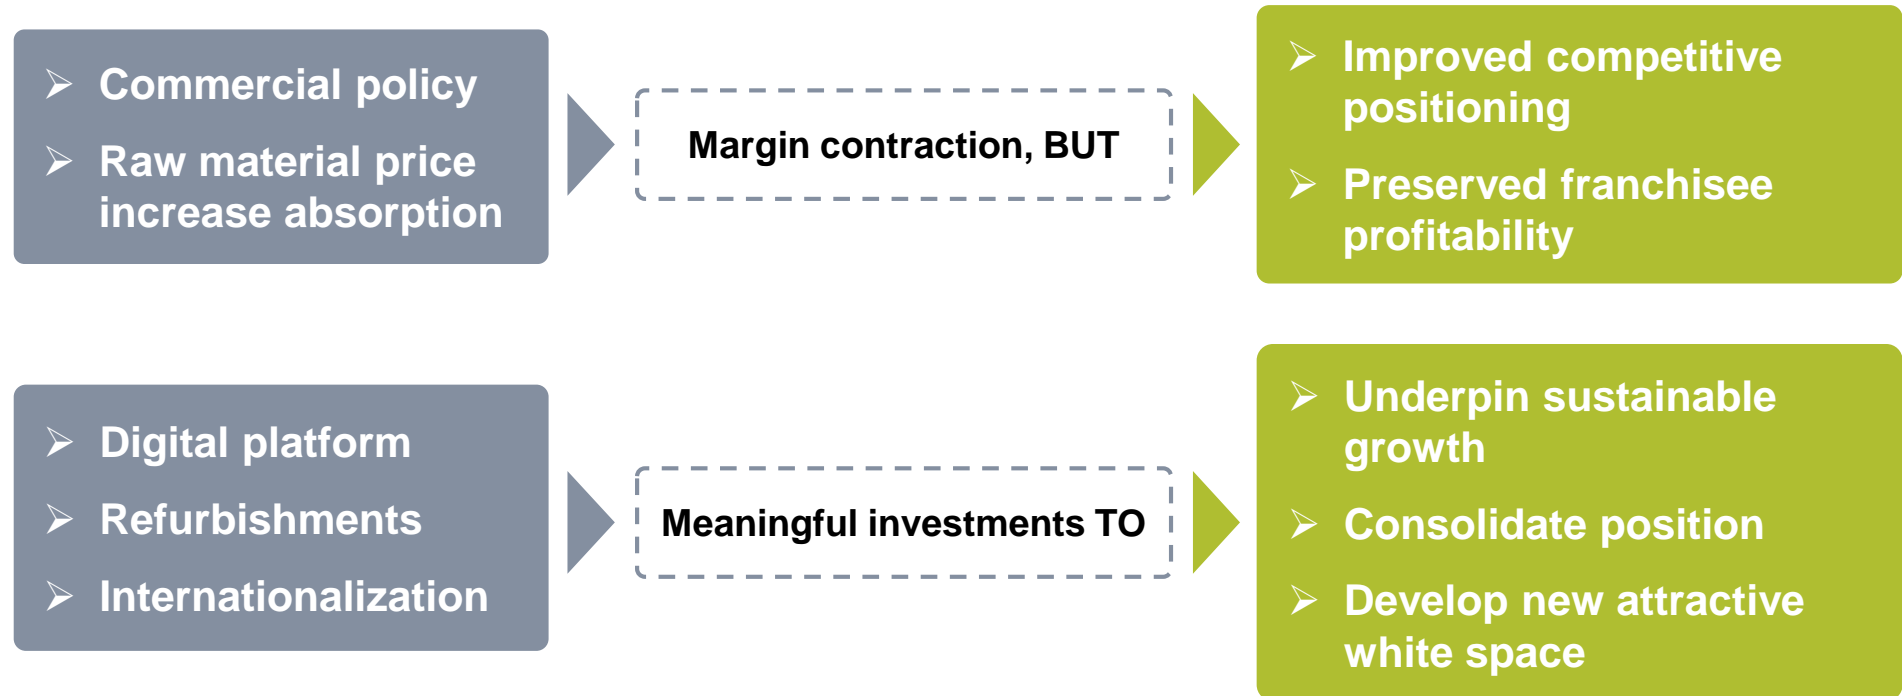 ➢ Commercial policy
➢ Raw material price
increase absorption
Margin contraction, BUT
➢ Improved competitive
positioning
➢ Preserved franchisee
profitability
➢ Digital platform
➢ Refurbishments
➢ Internationalization
Meaningful investments TO
➢ Underpin sustainable
growth
➢ Consolidate position
➢ Develop new attractive
white space